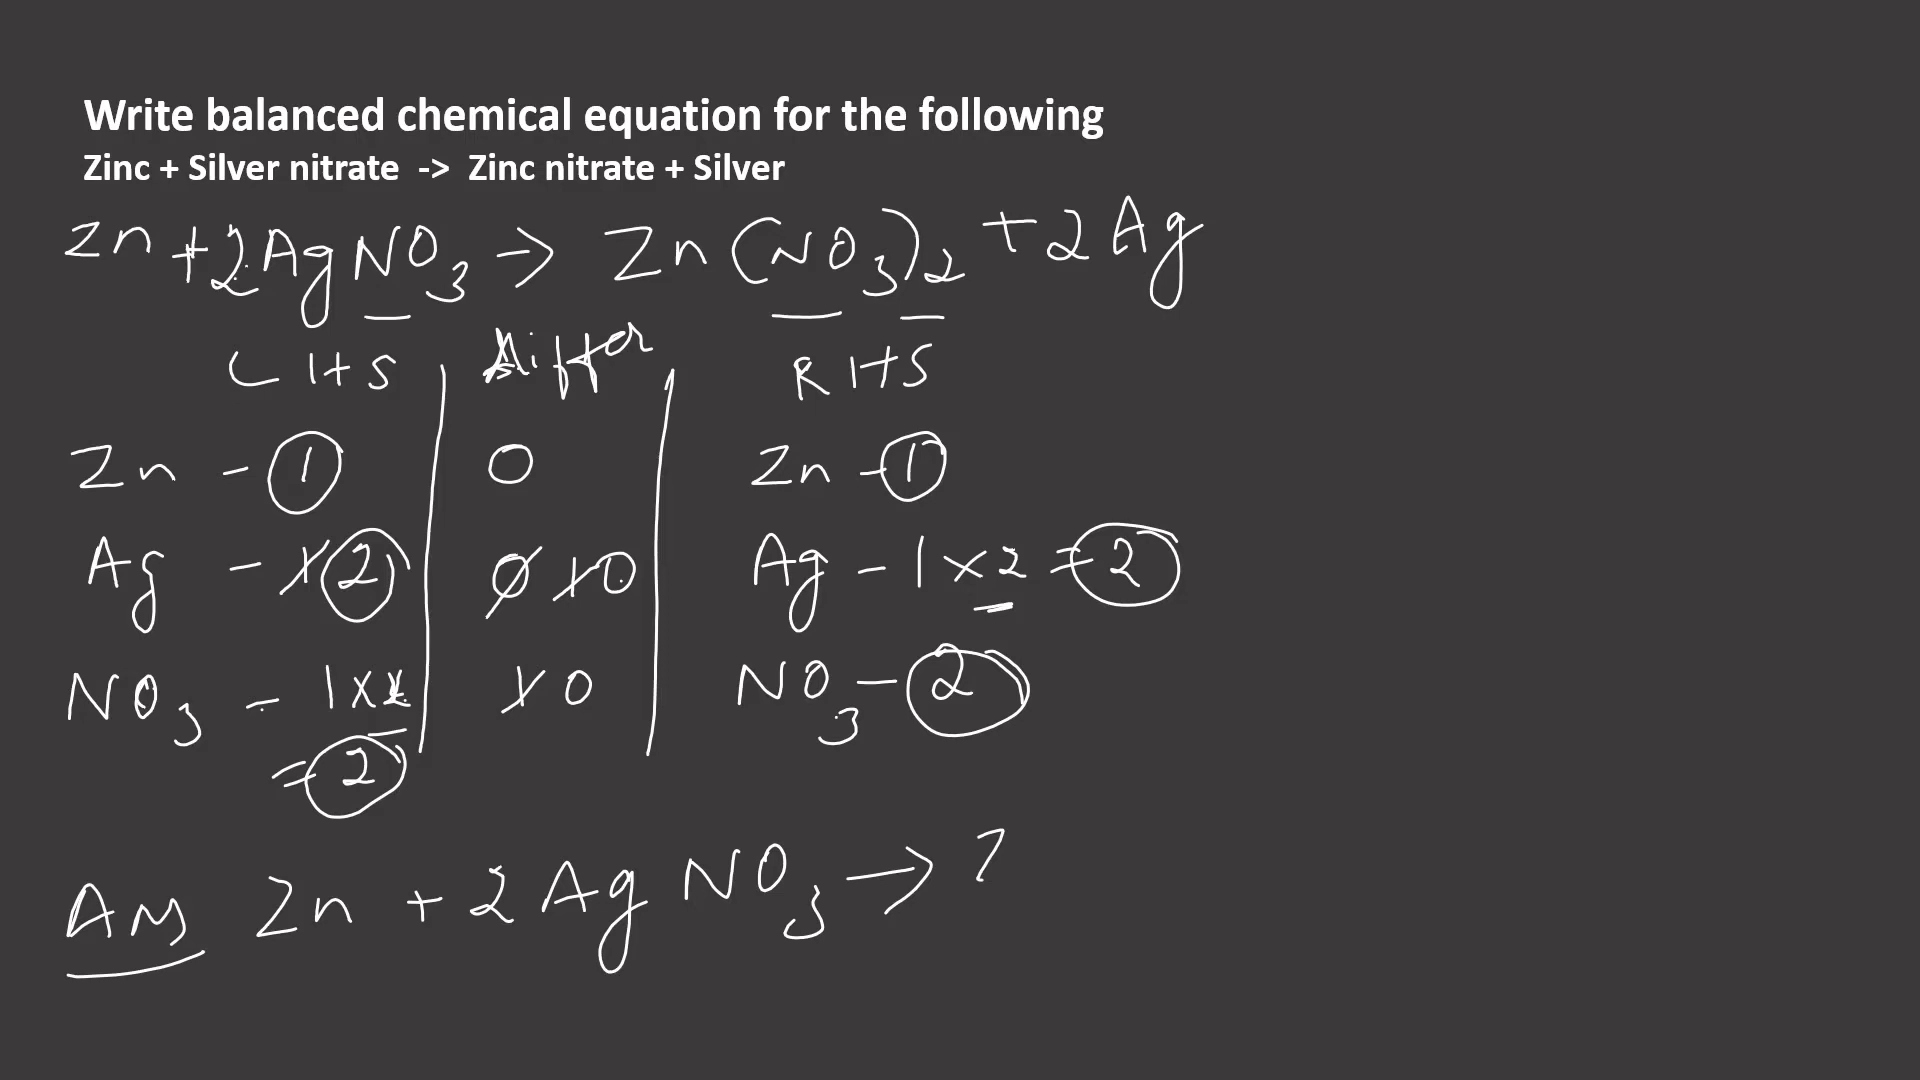 Write balanced chemical equation for the following
Zinc + Silver nitrate -> Zinc nitrate + Silver
Zn + 2AgNO3 → Zn(NO3)2 + 2Ag
LHS differ RHS
Zn - 1 0 Zn - 1
Ag - 1 2 0 1 0 Ag - 1 x 2 = 2
NO3 - 1 x 2 1 0 NO3 - 2
= 2
Ans Zn + 2AgNO3 →